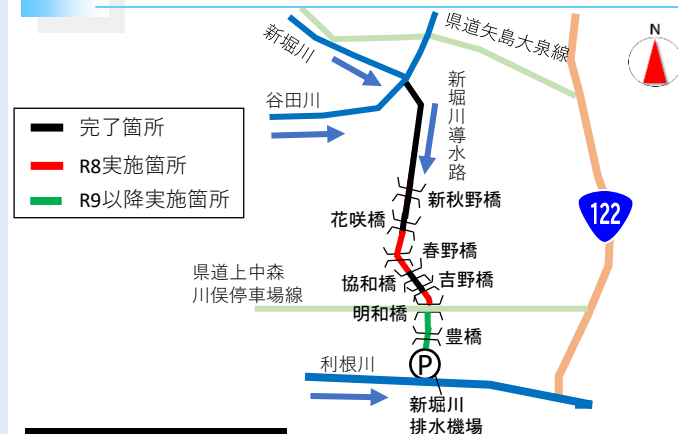 新堀川
県道矢島大泉線
N
谷田川
新堀川導水路
完了箇所
R8実施箇所
R9以降実施箇所
新秋野橋
花咲橋
122
春野橋
協和橋
吉野橋
県道上中森
川俣停車場線
明和橋
豊橋
P
利根川
新堀川
排水機場